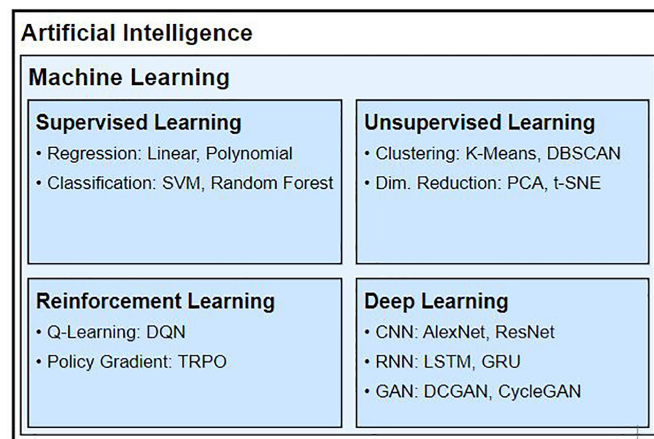 Artificial Intelligence
Machine Learning
Supervised Learning
• Regression: Linear, Polynomial
• Classification: SVM, Random Forest
Unsupervised Learning
• Clustering: K-Means, DBSCAN
• Dim. Reduction: PCA, t-SNE
Reinforcement Learning
• Q-Learning: DQN
• Policy Gradient: TRPO
Deep Learning
• CNN: AlexNet, ResNet
• RNN: LSTM, GRU
• GAN: DCGAN, CycleGAN